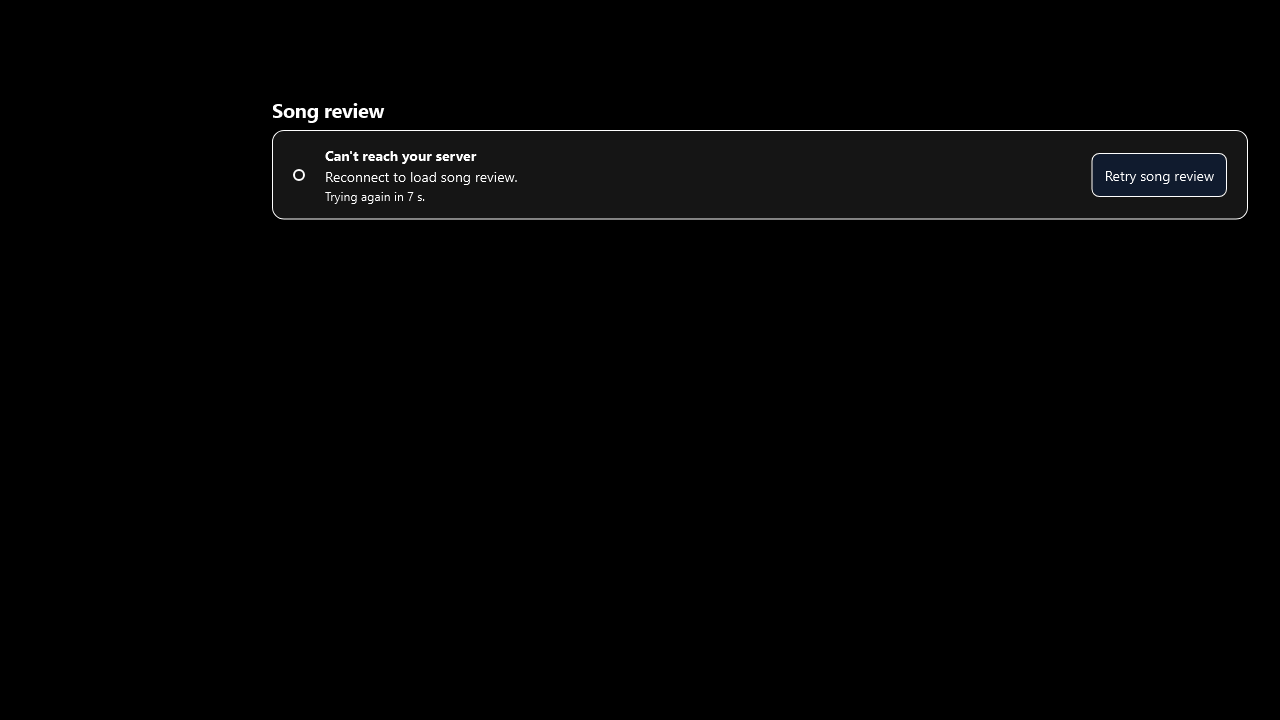 Song review
Can't reach your server
Reconnect to load song review.
Trying again in 7 s.
Retry song review